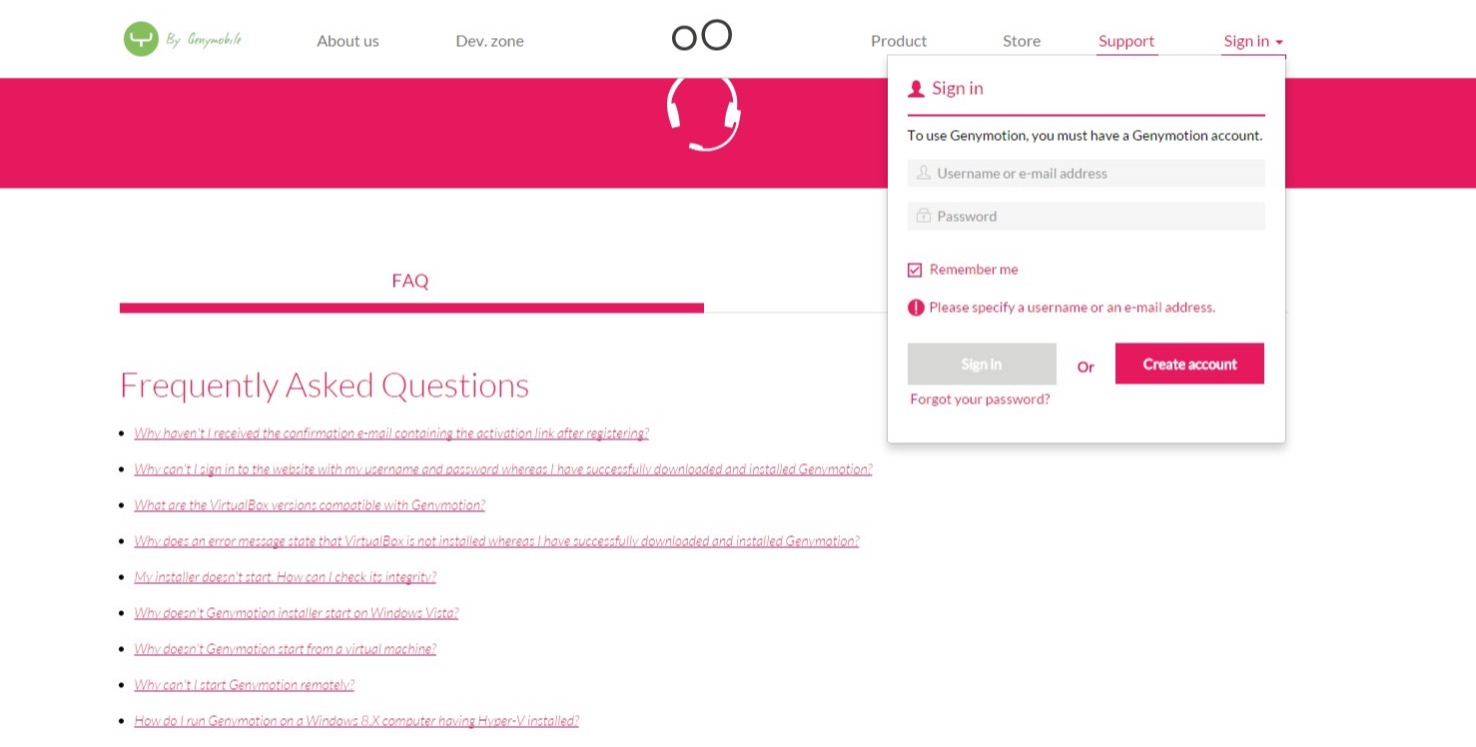 By Genymobile
About us
Dev. zone
Product
Store
Support
Sign in
Sign in
To use Genymotion, you must have a Genymotion account.
Username or e-mail address
Password
Remember me
Please specify a username or an e-mail address.
Sign in
Or
Create account
Forgot your password?
FAQ
Frequently Asked Questions
Why haven't I received the confirmation e-mail containing the activation link after registering?
Why can't I sign in to the website with my username and password whereas I have successfully downloaded and installed Genymotion?
What are the VirtualBox versions compatible with Genymotion?
Why does an error message state that VirtualBox is not installed whereas I have successfully downloaded and installed Genymotion?
My installer doesn't start. How can I check its integrity?
Why doesn't Genymotion installer start on Windows Vista?
Why doesn't Genymotion start from a virtual machine?
Why can't I start Genymotion remotely?
How do I run Genymotion on a Windows 8.X computer having Hyper-V installed?